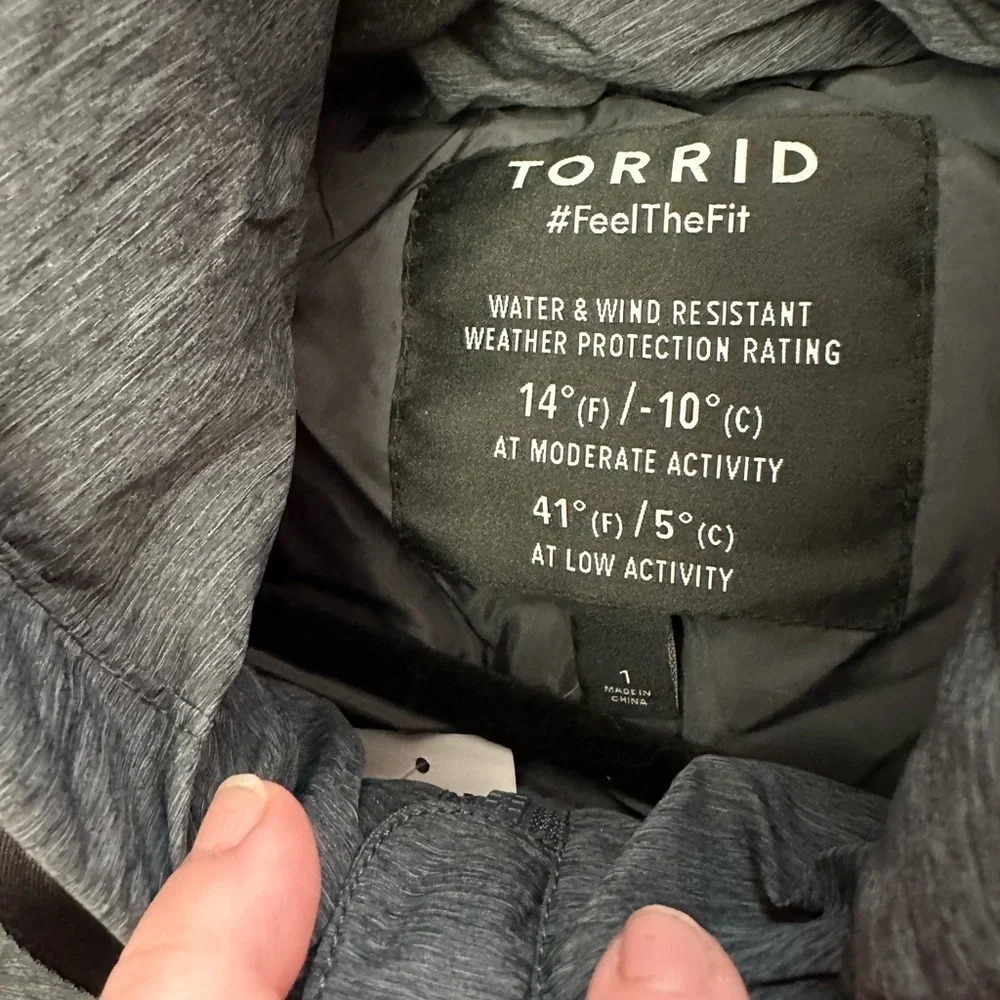 TORRID
#FeelTheFit
WATER & WIND RESISTANT
WEATHER PROTECTION RATING
14°(F) / -10°(C)
AT MODERATE ACTIVITY
41°(F) / 5°(C)
AT LOW ACTIVITY
1
MADE IN
CHINA